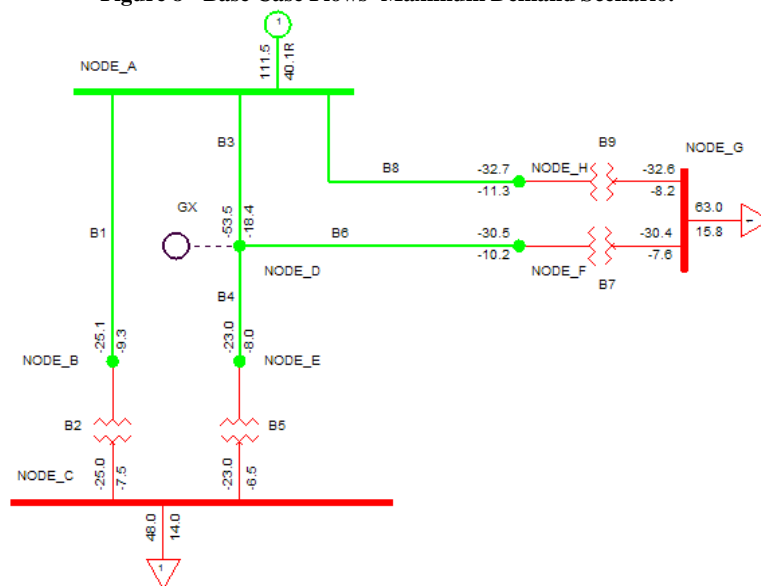 Figure 8 - Base Case Flows- Maximum Demand Scenario.
1
111.5
40.1R
NODE_A
B3
B9
NODE_G
B8
-32.7
NODE_H
-32.6
-11.3
-8.2
GX
-53.5
-18.4
63.0
1
15.8
B1
B6
-30.5
-30.4
-10.2
NODE_F
-7.6
NODE_D
B7
B4
-25.1
-9.3
-23.0
-8.0
NODE_B
NODE_E
B2
B5
NODE_C
-25.0
-7.5
-23.0
-6.5
48.0
14.0
1